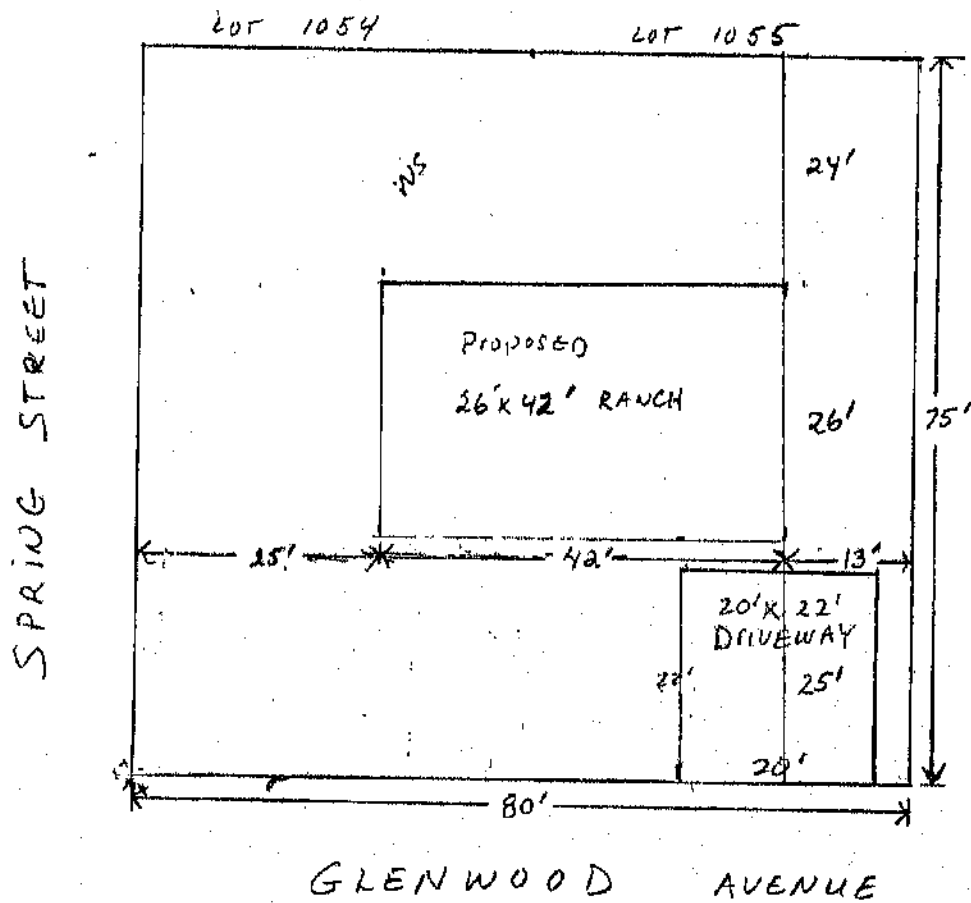 LOT 1054 LOT 1055
24'
SPRING STREET
PROPOSED
26' X 42' RANCH
26'
75'
25' 42' 13'
20' X 22'
DRIVEWAY
22' 25'
20'
80'
GLENWOOD AVENUE